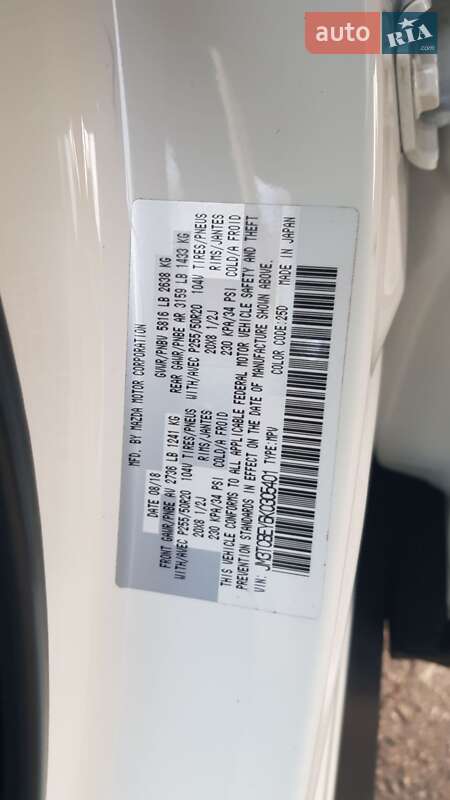 auto RIA.com
MFD. BY MAZDA MOTOR CORPORATION
DATE 08/18 GVWR/PNBV 5816 LB 2638 KG
FRONT GAWR/PNBE AV 2736 LB 1241 KG REAR GAWR/PNBE AR 3159 LB 1433 KG
WITH/AVEC P255/50R20 104V TIRES/PNEUS WITH/AVEC P255/50R20 104V TIRES/PNEUS
20X8 1/2J RIMS/JANTES 20X8 1/2J RIMS/JANTES
230 KPA/34 PSI COLD/A FROID 230 KPA/34 PSI COLD/A FROID
THIS VEHICLE CONFORMS TO ALL APPLICABLE FEDERAL MOTOR VEHICLE SAFETY AND THEFT
PREVENTION STANDARDS IN EFFECT ON THE DATE OF MANUFACTURE SHOWN ABOVE.
VIN: JM3TCBEY6K0305401 TYPE:MPV COLOR CODE:25D MADE IN JAPAN